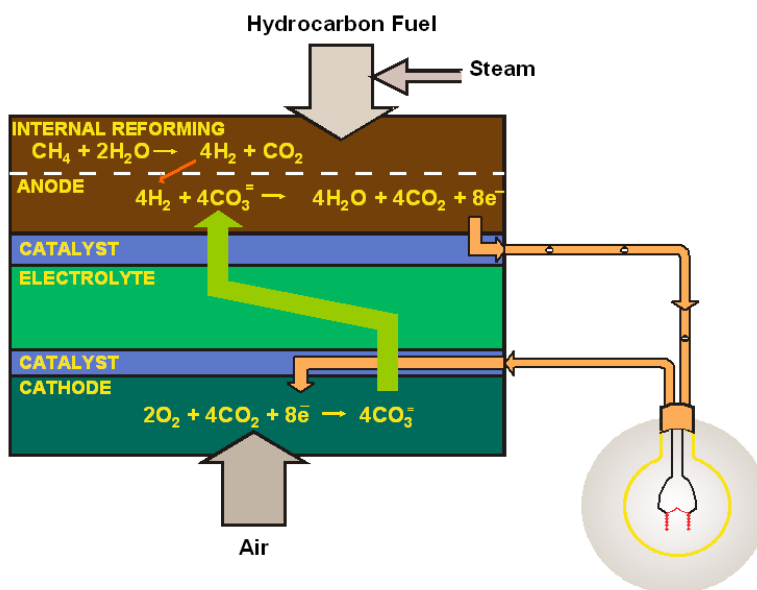 Hydrocarbon Fuel
Steam
INTERNAL REFORMING
CH₄ + 2H₂O → 4H₂ + CO₂
ANODE
4H₂ + 4CO₃⁼ → 4H₂O + 4CO₂ + 8e⁻
CATALYST
ELECTROLYTE
CATALYST
CATHODE
2O₂ + 4CO₂ + 8e⁻ → 4CO₃⁼
Air